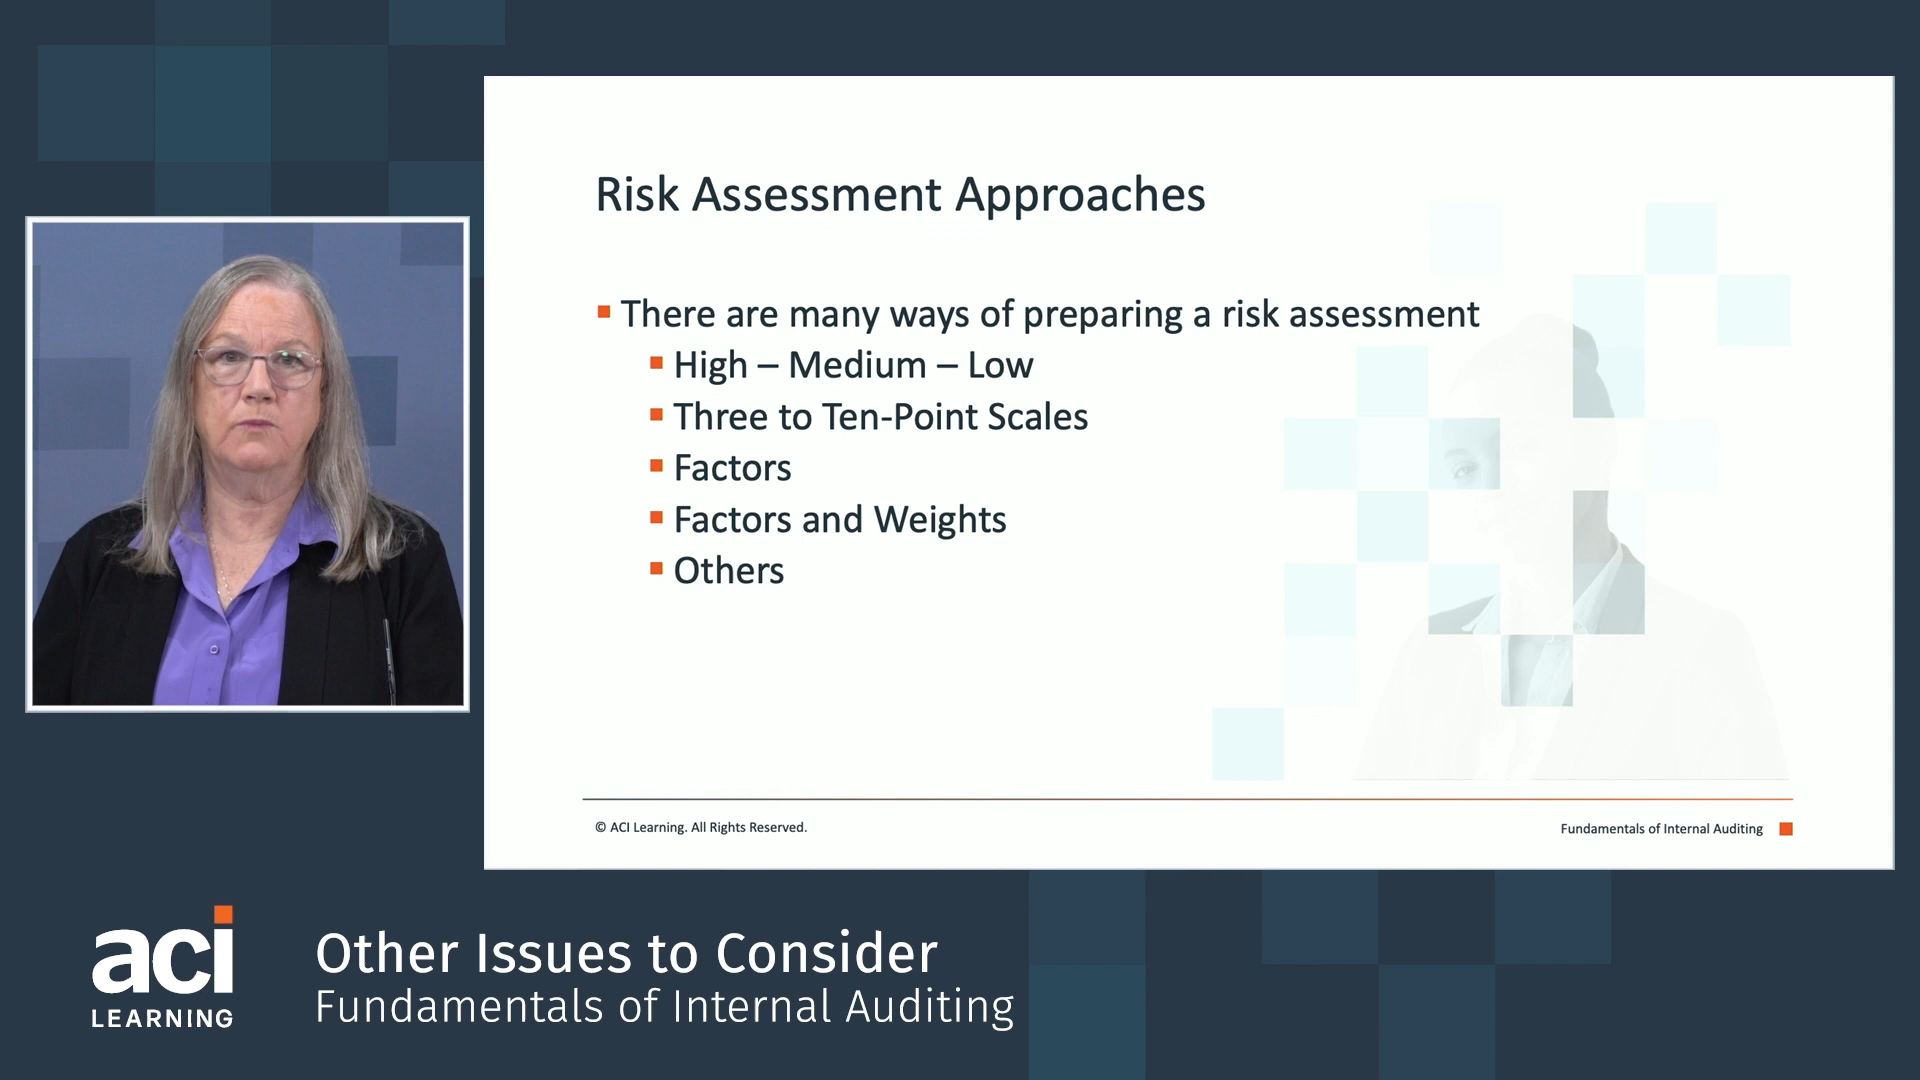 Risk Assessment Approaches
There are many ways of preparing a risk assessment
High – Medium – Low
Three to Ten-Point Scales
Factors
Factors and Weights
Others
© ACI Learning. All Rights Reserved.
Fundamentals of Internal Auditing
aci
LEARNING
Other Issues to Consider
Fundamentals of Internal Auditing